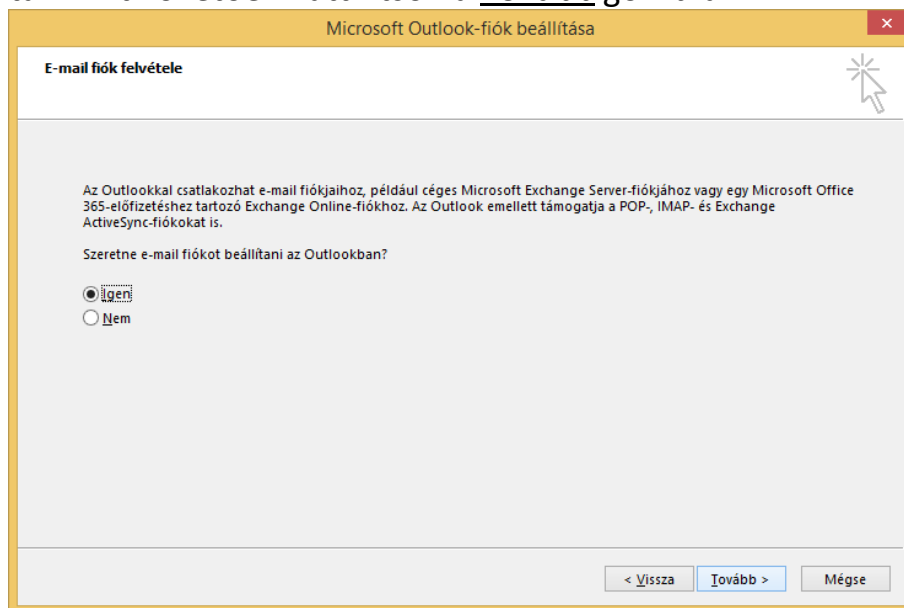 Microsoft Outlook-fiók beállítása
E-mail fiók felvétele
Az Outlookkal csatlakozhat e-mail fiókjaihoz, például céges Microsoft Exchange Server-fiókjához vagy egy Microsoft Office
365-előfizetéshez tartozó Exchange Online-fiókhoz. Az Outlook emellett támogatja a POP-, IMAP- és Exchange
ActiveSync-fiókokat is.
Szeretne e-mail fiókot beállítani az Outlookban?
Igen
Nem
< Vissza Tovább > Mégse